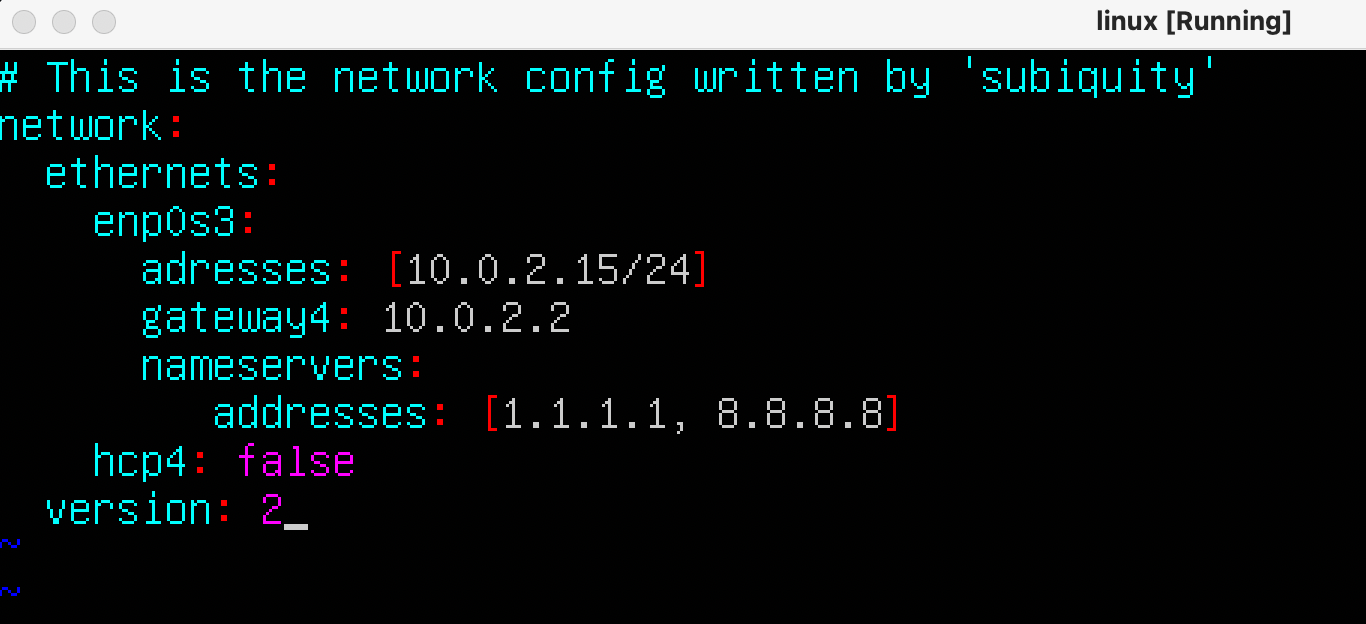 linux [Running]
# This is the network config written by 'subiquity'
network:
  ethernets:
    enp0s3:
      adresses: [10.0.2.15/24]
      gateway4: 10.0.2.2
      nameservers:
         addresses: [1.1.1.1, 8.8.8.8]
    hcp4: false
  version: 2_
~
~